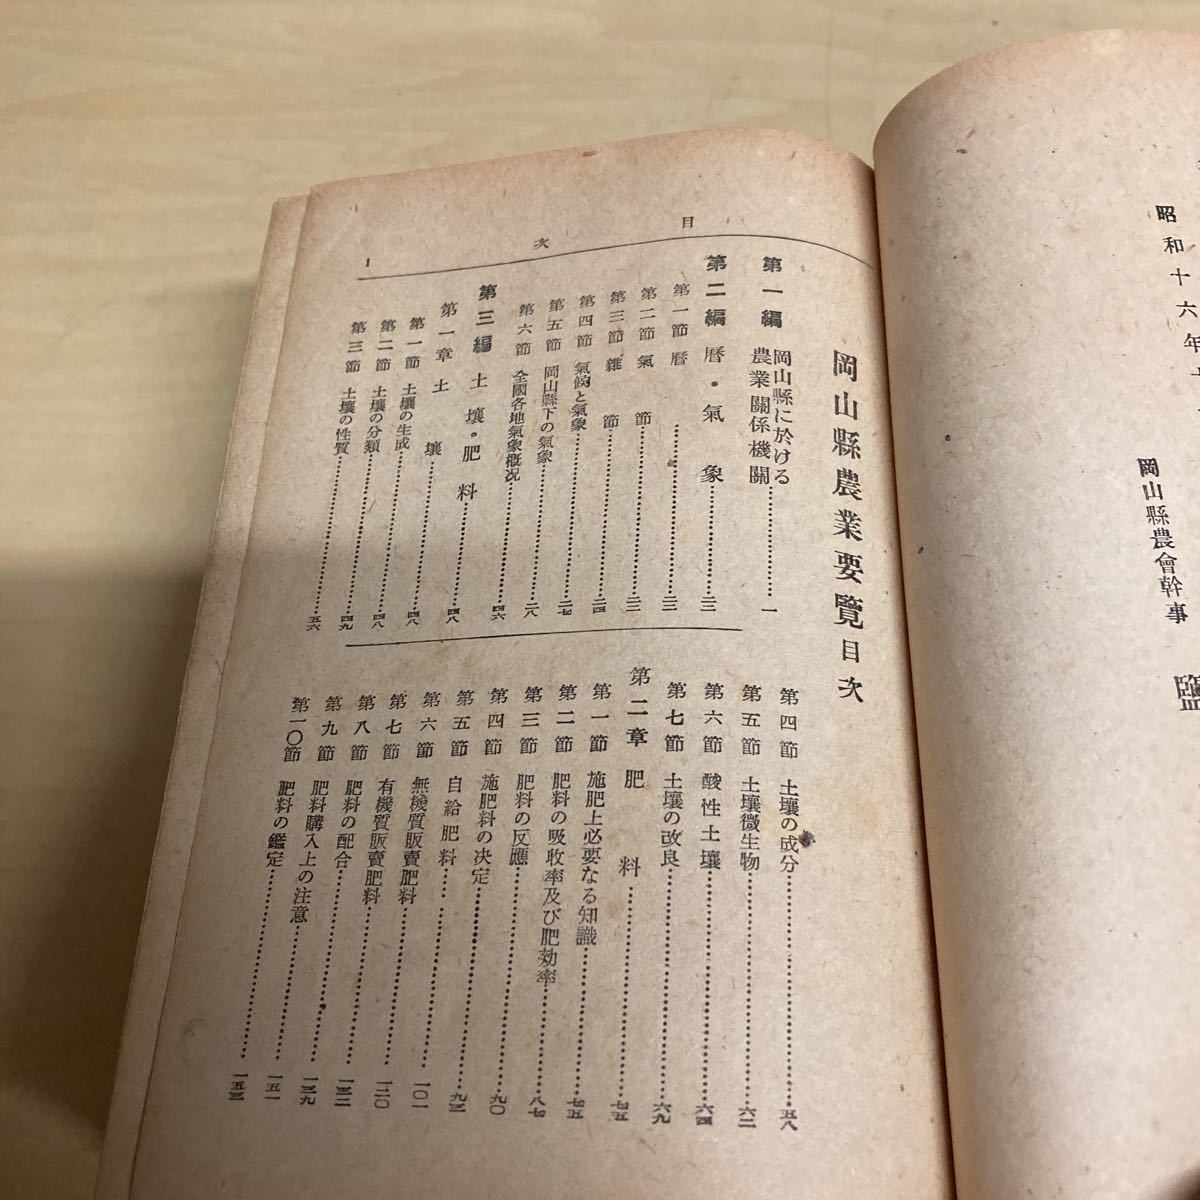 昭和十六年十
岡山縣農會幹事
鹽
目次
1
岡山縣農業要覽目次
第一編 岡山縣に於ける農業關係機關……一
第二編 暦・氣象……二三
第一節 暦……二三
第二節 氣節……二三
第三節 雜節……二四
第四節 氣候と氣象……二七
第五節 岡山縣下の氣象……二八
第六節 全國各地氣象概況……四六
第三編 土壤・肥料……四八
第一章 土壤……四八
第一節 土壤の生成……四八
第二節 土壤の分類……四九
第三節 土壤の性質……五六
第四節 土壤の成分……五八
第五節 土壤微生物……六二
第六節 酸性土壤……六四
第七節 土壤の改良……六九
第二章 肥料……七五
第一節 施肥上必要なる知識……七五
第二節 肥料の吸收率及び肥効率……八七
第三節 肥料の反應……九〇
第四節 施肥料の決定……九三
第五節 自給肥料……一〇一
第六節 無機質販賣肥料……一二〇
第七節 有機質販賣肥料……一三二
第八節 肥料の配合……一三九
第九節 肥料購入上の注意……一五一
第一〇節 肥料の鑑定……一五三